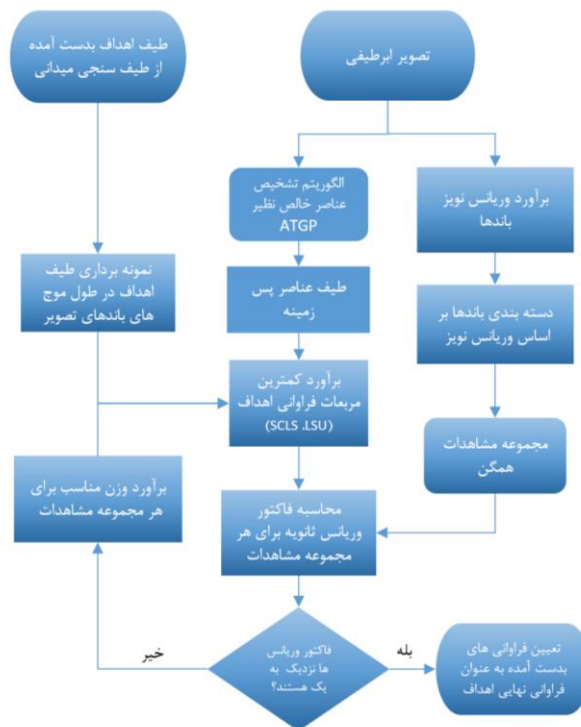 طیف اهداف بدست آمده
از طیف سنجی میدانی
تصویر ابرطیفی
الگوریتم تشخیص
عناصر خالص نظیر
ATGP
برآورد وریانس نویز
باندها
نمونه برداری طیف
اهداف در طول موج
های باندهای تصویر
طیف عناصر پس
زمینه
دسته بندی باندها بر
اساس وریانس نویز
برآورد کمترین
مربعات فراوانی اهداف
(SCLS ،LSU)
مجموعه مشاهدات
همگن
برآورد وزن مناسب برای
هر مجموعه مشاهدات
محاسبه فاکتور
وریانس ثانویه برای هر
مجموعه مشاهدات
خیر
فاکتور وریانس
ها نزدیک به
یک هستند؟
بله
تعیین فراوانی های
بدست آمده به عنوان
فراوانی نهایی اهداف